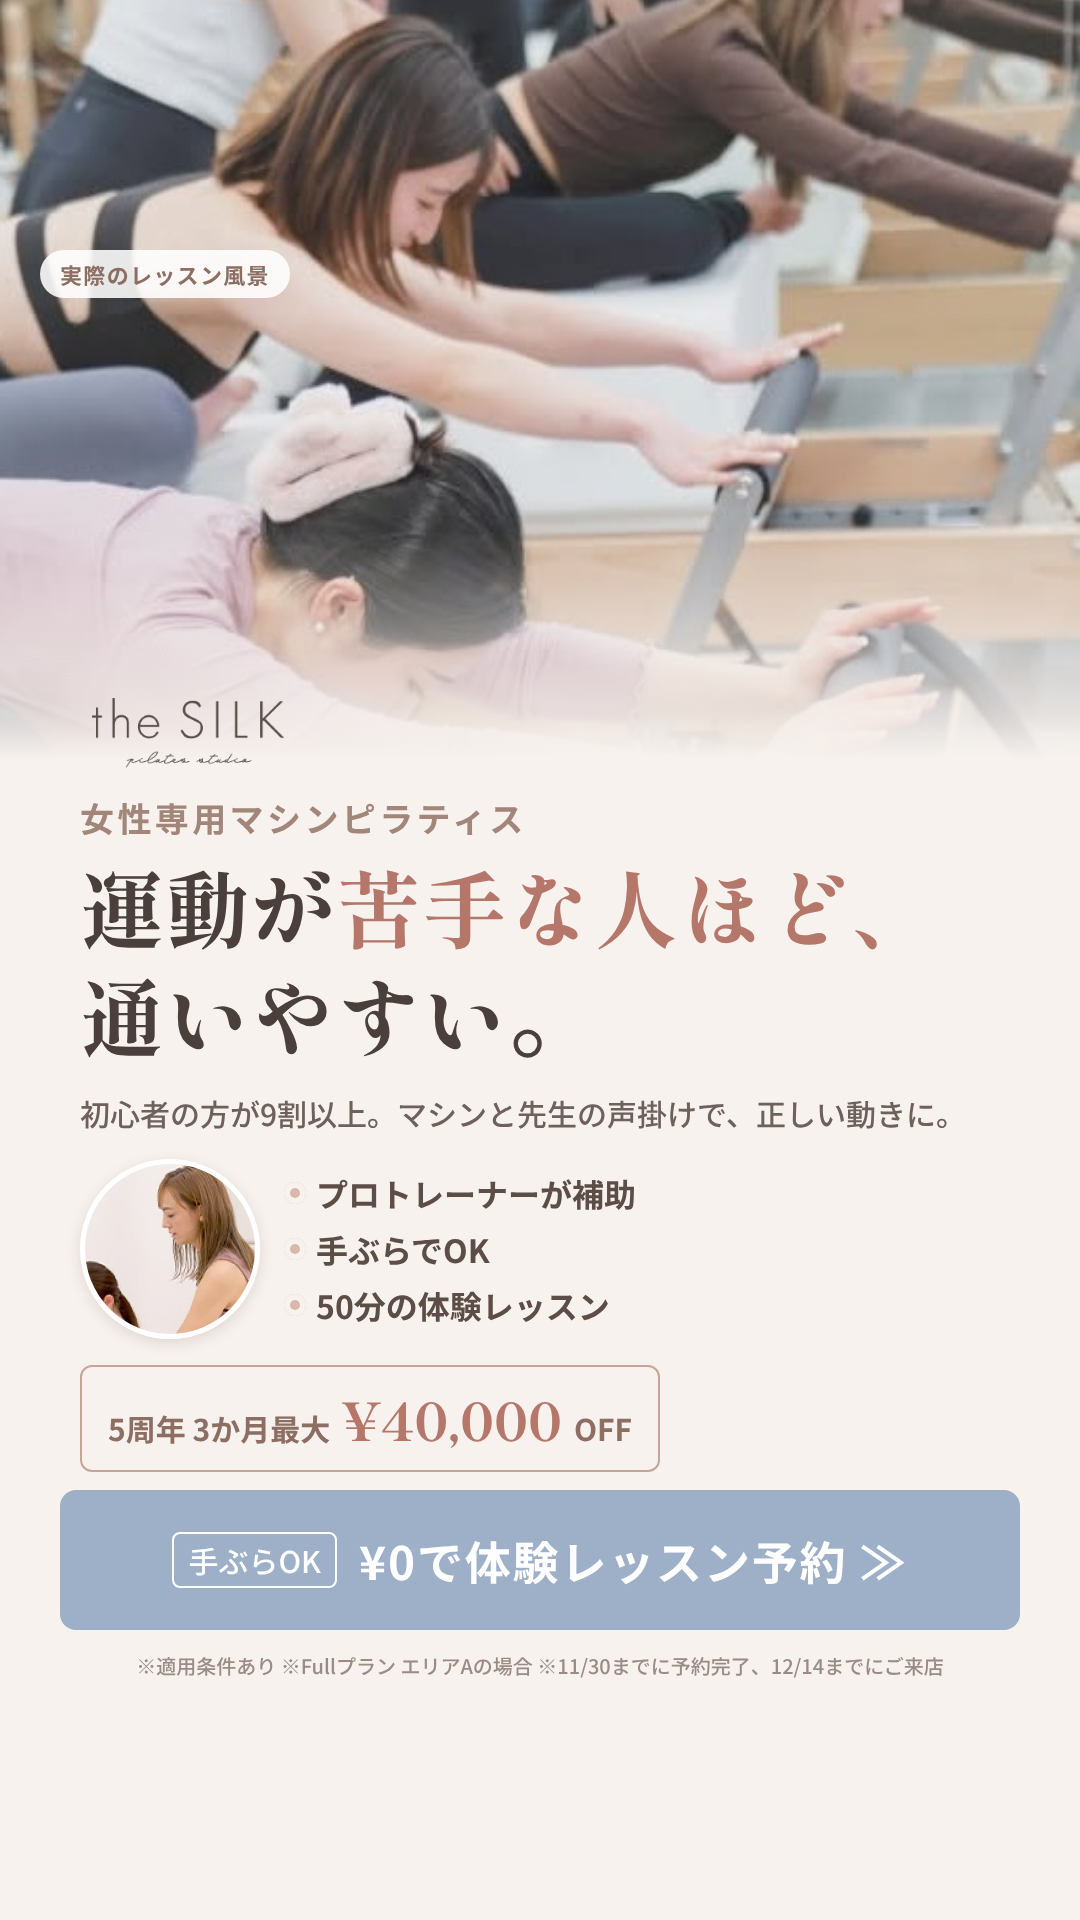 実際のレッスン風景
the SILK
pilates studio
女性専用マシンピラティス
運動が苦手な人ほど、
通いやすい。
初心者の方が9割以上。マシンと先生の声掛けで、正しい動きに。
プロトレーナーが補助
手ぶらでOK
50分の体験レッスン
5周年 3か月最大 ¥40,000 OFF
手ぶらOK ¥0で体験レッスン予約 ≫
※適用条件あり ※Fullプラン エリアAの場合 ※11/30までに予約完了、12/14までにご来店